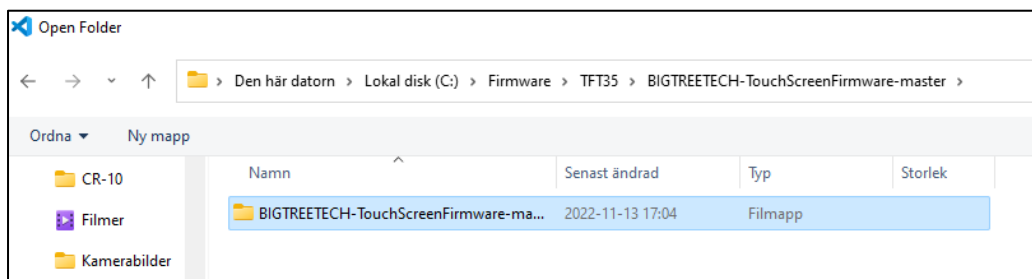 Open Folder
Den här datorn > Lokal disk (C:) > Firmware > TFT35 > BIGTREETECH-TouchScreenFirmware-master >
Ordna Ny mapp
Namn Senast ändrad Typ Storlek
CR-10
BIGTREETECH-TouchScreenFirmware-ma... 2022-11-13 17:04 Filmapp
Filmer
Kamerabilder